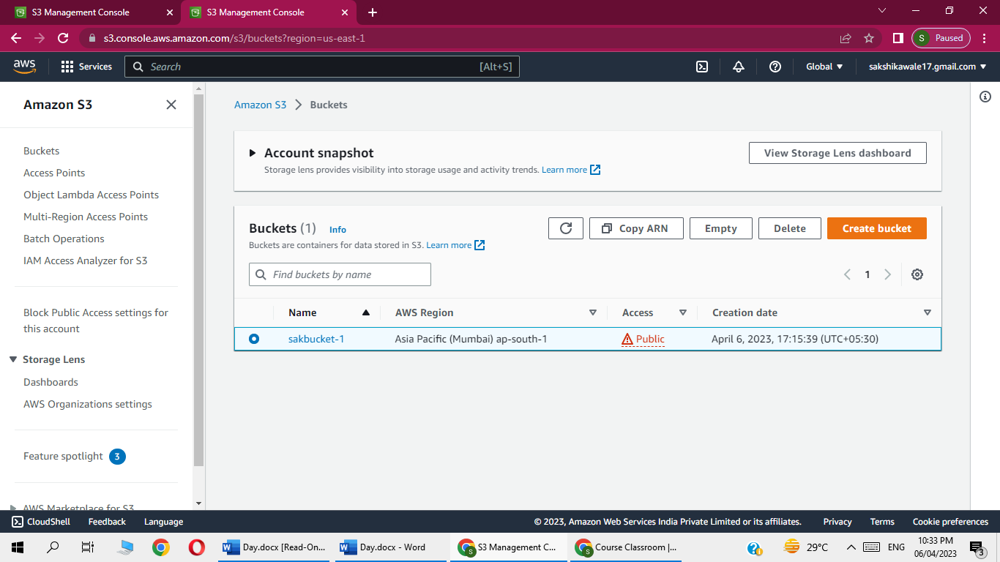 S3 Management Console
S3 Management Console
s3.console.aws.amazon.com/s3/buckets?region=us-east-1
S Paused
aws
Services
Search [Alt+S]
Global
sakshikawale17.gmail.com
Amazon S3
Buckets
Access Points
Object Lambda Access Points
Multi-Region Access Points
Batch Operations
IAM Access Analyzer for S3
Block Public Access settings for
this account
Storage Lens
Dashboards
AWS Organizations settings
Feature spotlight 3
AWS Marketplace for S3
Amazon S3 > Buckets
Account snapshot
Storage lens provides visibility into storage usage and activity trends. Learn more
View Storage Lens dashboard
Buckets (1) Info
Buckets are containers for data stored in S3. Learn more
Copy ARN
Empty
Delete
Create bucket
Find buckets by name
1
Name AWS Region Access Creation date
sakbucket-1 Asia Pacific (Mumbai) ap-south-1 Public April 6, 2023, 17:15:39 (UTC+05:30)
CloudShell Feedback Language
© 2023, Amazon Web Services India Private Limited or its affiliates. Privacy Terms Cookie preferences
Day.docx [Read-On...
Day.docx - Word
S3 Management C...
Course Classroom |...
29°C
ENG
10:33 PM
06/04/2023
3